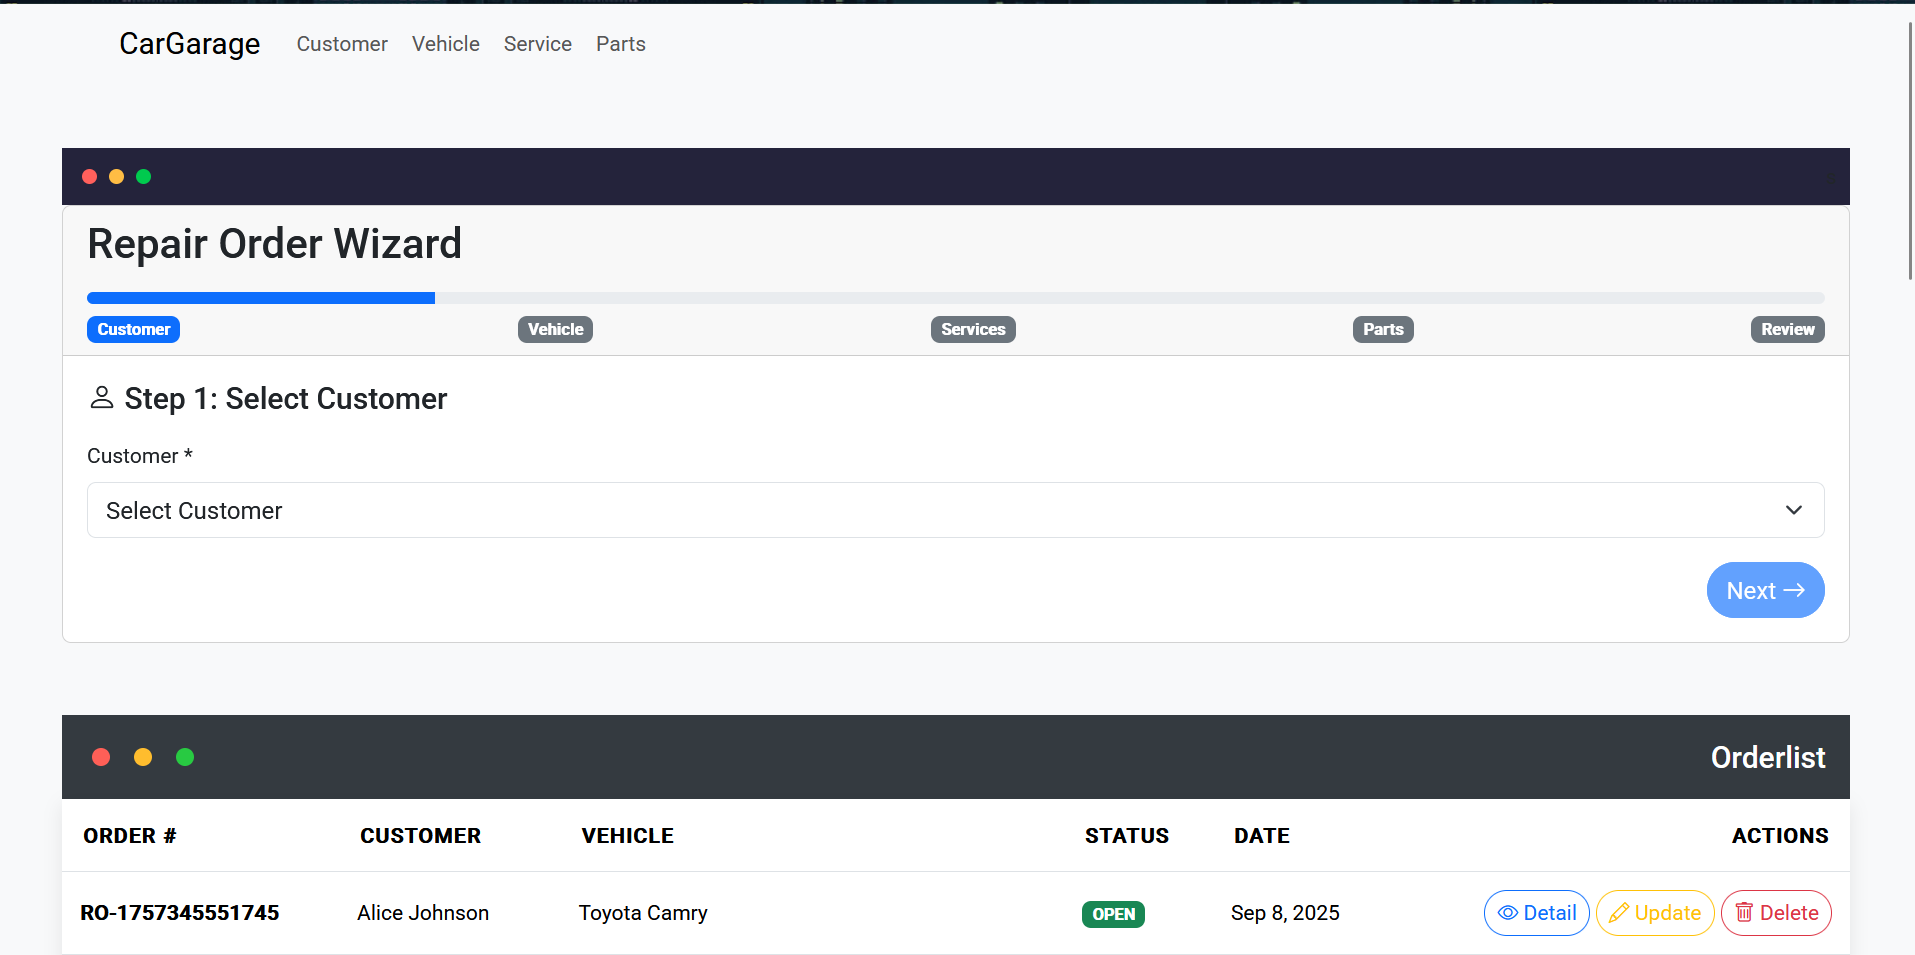 CarGarage Customer Vehicle Service Parts
Repair Order Wizard
Customer Vehicle Services Parts Review
Step 1: Select Customer
Customer *
Select Customer
Next
Orderlist
ORDER # CUSTOMER VEHICLE STATUS DATE ACTIONS
RO-1757345551745 Alice Johnson Toyota Camry OPEN Sep 8, 2025 Detail Update Delete